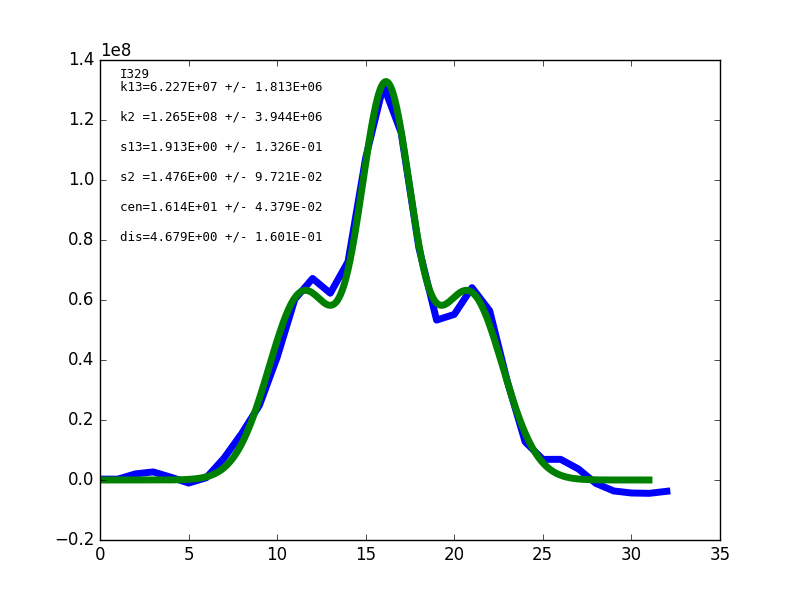 1e8
1.4
1.2
1.0
0.8
0.6
0.4
0.2
0.0
−0.2
I329
k13=6.227E+07 +/- 1.813E+06
k2 =1.265E+08 +/- 3.944E+06
s13=1.913E+00 +/- 1.326E-01
s2 =1.476E+00 +/- 9.721E-02
cen=1.614E+01 +/- 4.379E-02
dis=4.679E+00 +/- 1.601E-01
0 5 10 15 20 25 30 35